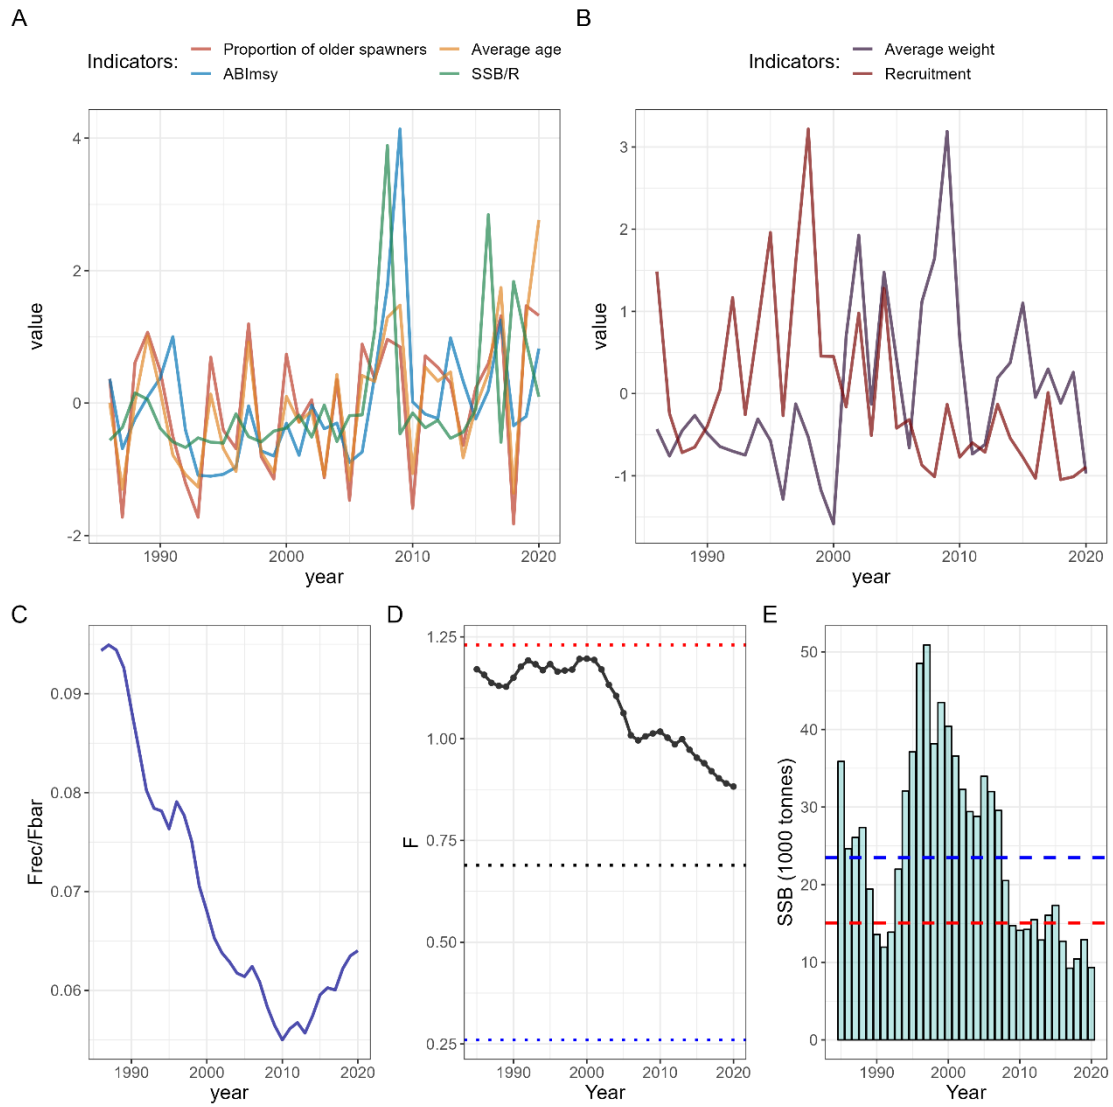 A
Indicators:
Proportion of older spawners
Average age
ABImsy
SSB/R
4
2
0
-2
value
1990
2000
2010
2020
year
B
Indicators:
Average weight
Recruitment
3
2
1
0
-1
value
1990
2000
2010
2020
year
C
0.09
0.08
0.07
0.06
Frec/Fbar
1990
2000
2010
2020
year
D
1.25
1.00
0.75
0.50
0.25
F
1990
2000
2010
2020
Year
E
50
40
30
20
10
0
SSB (1000 tonnes)
1990
2000
2010
2020
Year